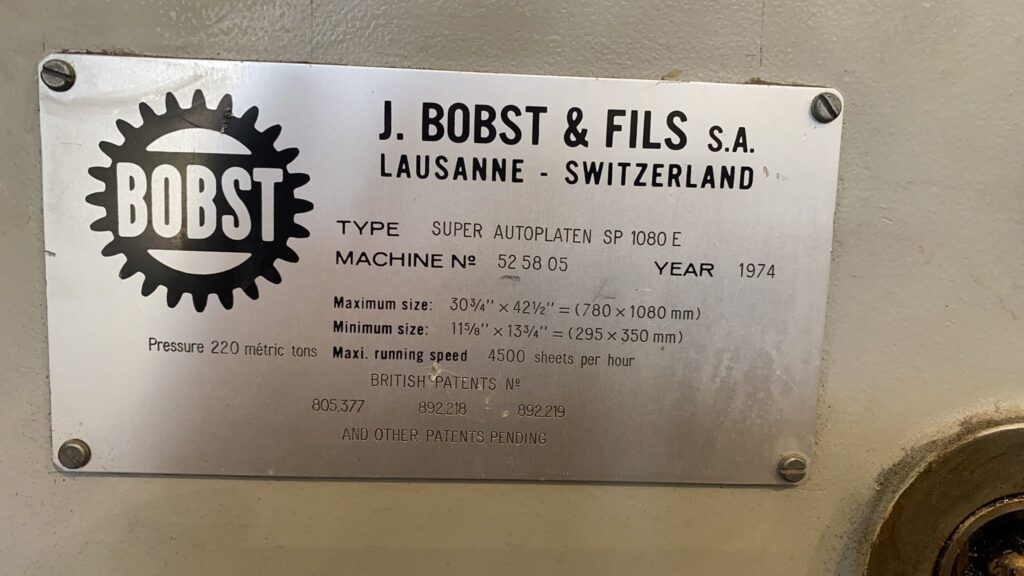 BOBST
J. BOBST & FILS S.A.
LAUSANNE - SWITZERLAND
TYPE SUPER AUTOPLATEN SP 1080 E
MACHINE Nº 52 58 05 YEAR 1974
Maximum size: 30¾" × 42½" = (780 × 1080 mm)
Minimum size: 11⅝" × 13¾" = (295 × 350 mm)
Pressure 220 métric tons Maxi. running speed 4500 sheets per hour
BRITISH PATENTS Nº
805.377 892.218 892.219
AND OTHER PATENTS PENDING